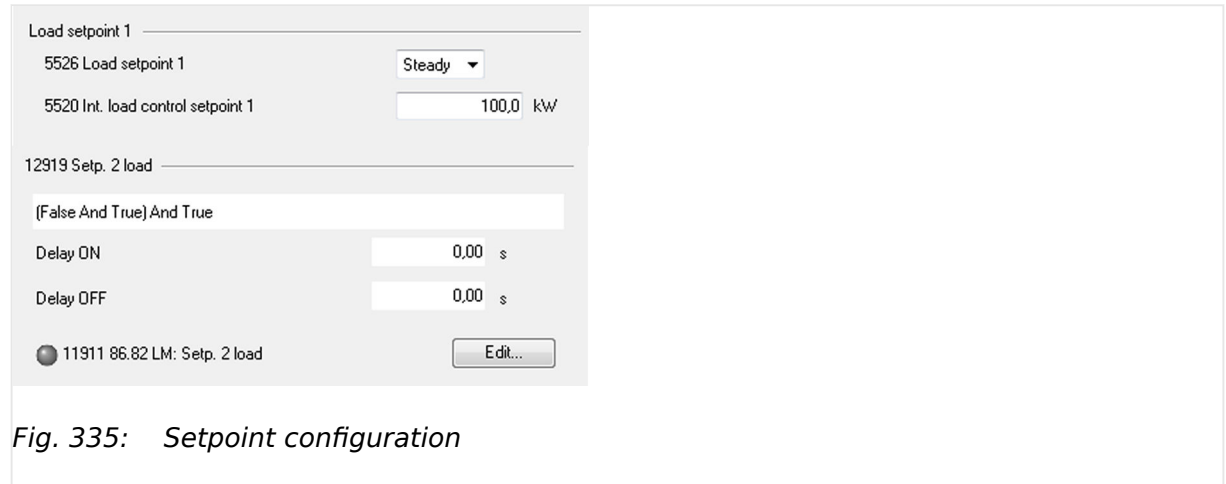 Load setpoint 1
5526 Load setpoint 1 Steady
5520 Int. load control setpoint 1 100,0 kW
12919 Setp. 2 load
(False And True) And True
Delay ON 0,00 s
Delay OFF 0,00 s
11911 86.82 LM: Setp. 2 load Edit...
Fig. 335: Setpoint configuration